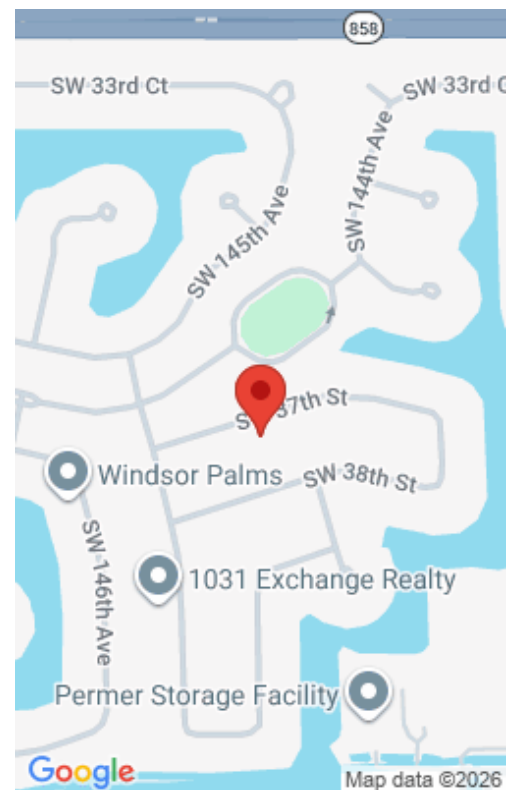 858
SW 33rd Ct
SW 33rd C
SW 144th Ave
SW 145th Ave
SW 37th St
Windsor Palms
SW 38th St
SW 146th Ave
1031 Exchange Realty
Permer Storage Facility
Google
Map data ©2026